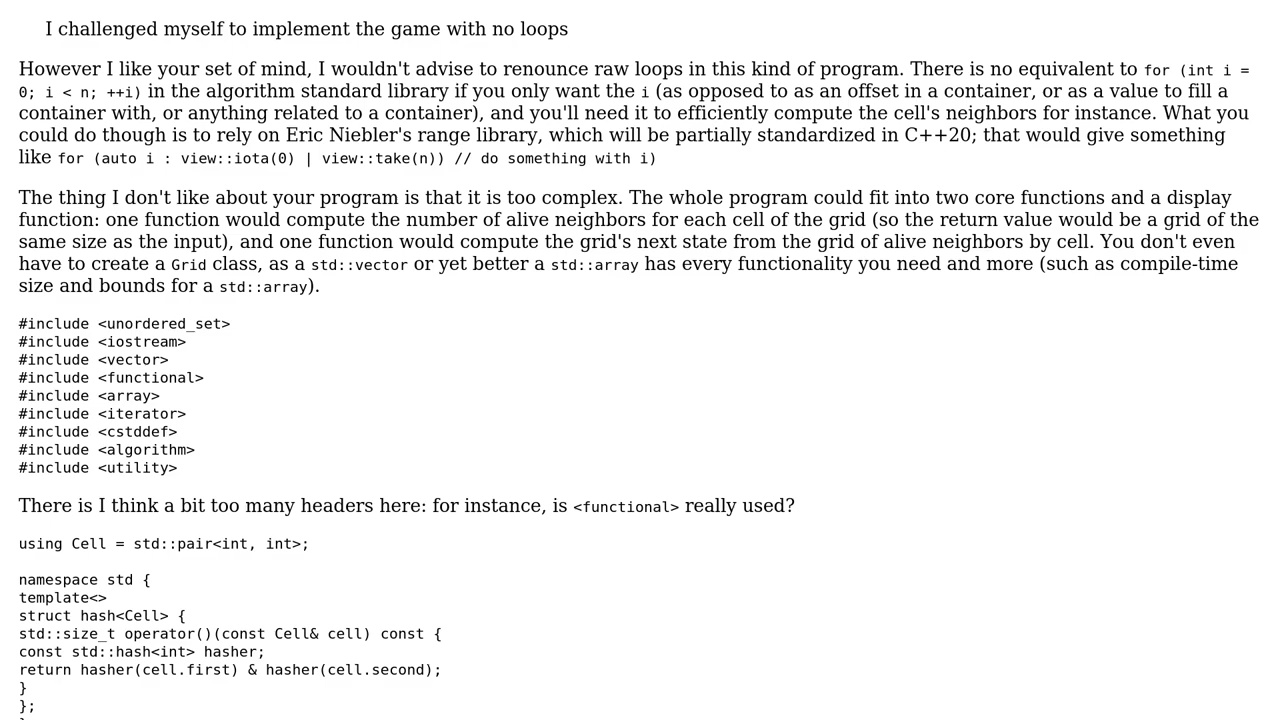 I challenged myself to implement the game with no loops
However I like your set of mind, I wouldn't advise to renounce raw loops in this kind of program. There is no equivalent to for (int i =
0; i < n; ++i) in the algorithm standard library if you only want the i (as opposed to as an offset in a container, or as a value to fill a
container with, or anything related to a container), and you'll need it to efficiently compute the cell's neighbors for instance. What you
could do though is to rely on Eric Niebler's range library, which will be partially standardized in C++20; that would give something
like for (auto i : view::iota(0) | view::take(n)) // do something with i)
The thing I don't like about your program is that it is too complex. The whole program could fit into two core functions and a display
function: one function would compute the number of alive neighbors for each cell of the grid (so the return value would be a grid of the
same size as the input), and one function would compute the grid's next state from the grid of alive neighbors by cell. You don't even
have to create a Grid class, as a std::vector or yet better a std::array has every functionality you need and more (such as compile-time
size and bounds for a std::array).
#include <unordered_set>
#include <iostream>
#include <vector>
#include <functional>
#include <array>
#include <iterator>
#include <cstddef>
#include <algorithm>
#include <utility>
There is I think a bit too many headers here: for instance, is <functional> really used?
using Cell = std::pair<int, int>;
namespace std {
template<>
struct hash<Cell> {
std::size_t operator()(const Cell& cell) const {
const std::hash<int> hasher;
return hasher(cell.first) & hasher(cell.second);
}
};